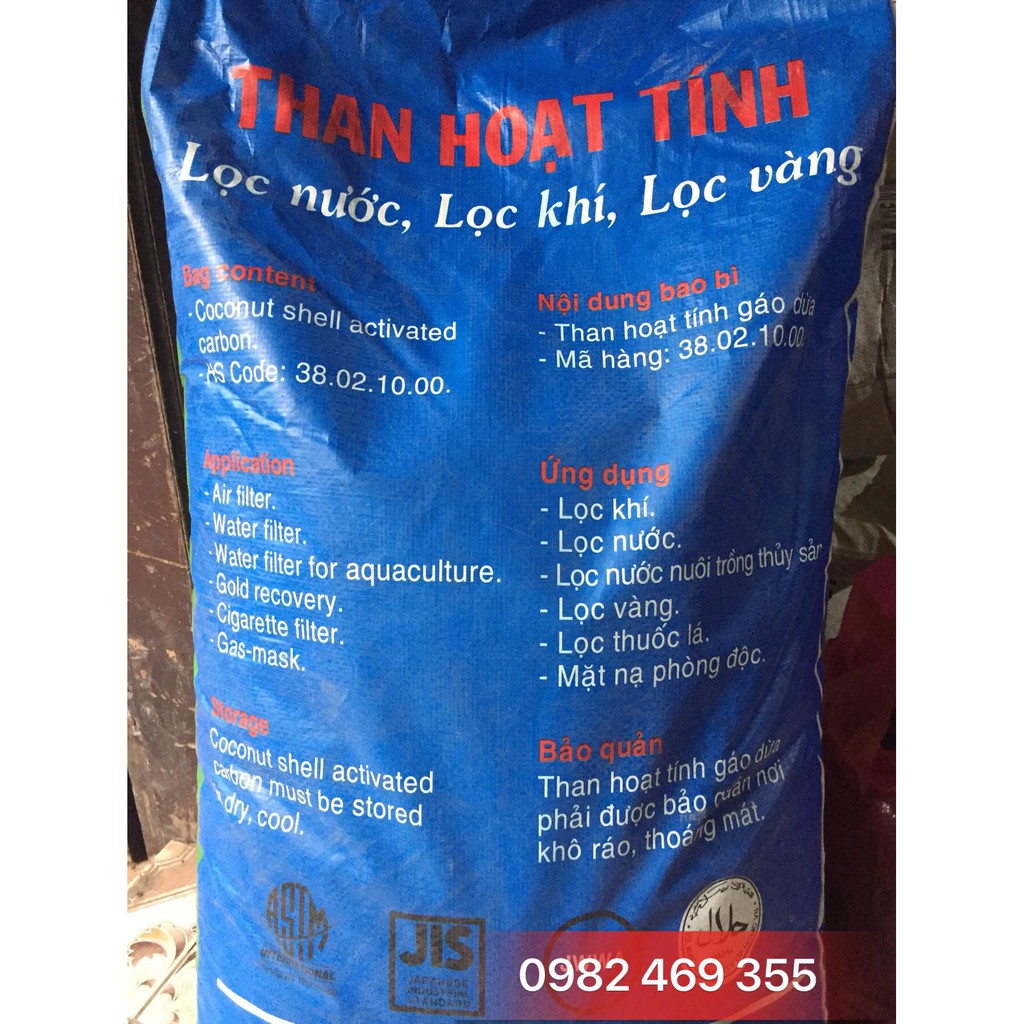 THAN HOẠT TÍNH
Lọc nước, Lọc khí, Lọc vàng
Bag content
- Coconut shell activated
carbon.
- HS Code: 38.02.10.00.
Application
- Air filter.
- Water filter.
- Water filter for aquaculture.
- Gold recovery.
- Cigarette filter.
- Gas-mask.
Storage
Coconut shell activated
carbon must be stored
dry, cool.
Nội dung bao bì
- Than hoạt tính gáo dừa
- Mã hàng: 38.02.10.00.
Ứng dụng
- Lọc khí.
- Lọc nước.
- Lọc nước nuôi trồng thủy sản
- Lọc vàng.
- Lọc thuốc lá.
- Mặt nạ phòng độc.
Bảo quản
Than hoạt tính gáo dừa
phải được bảo quản nơi
khô ráo, thoáng mát.
ASTM
INTERNATIONAL
JIS
JAPANESE
INDUSTRIAL
STANDARD
حلال
0982 469 355